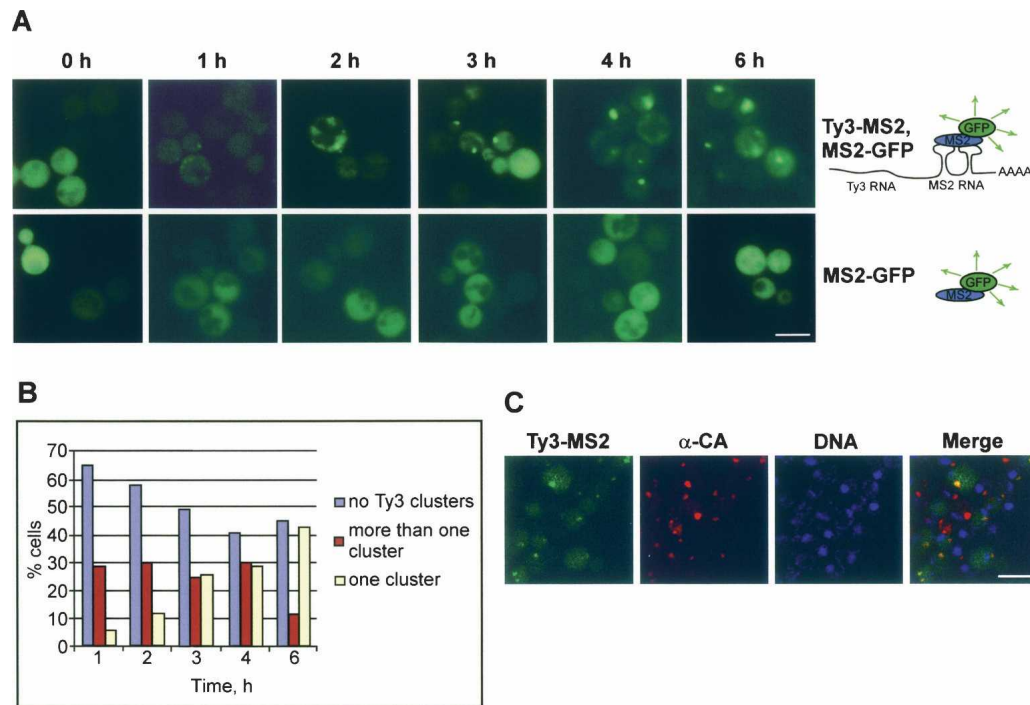 A
0 h 1 h 2 h 3 h 4 h 6 h
Ty3-MS2,
MS2-GFP
GFP
MS2
AAAA
Ty3 RNA MS2 RNA
MS2-GFP
GFP
MS2
B
70
60
50
40
30
20
10
0
% cells
1 2 3 4 6
Time, h
no Ty3 clusters
more than one
cluster
one cluster
C
Ty3-MS2 α-CA DNA Merge